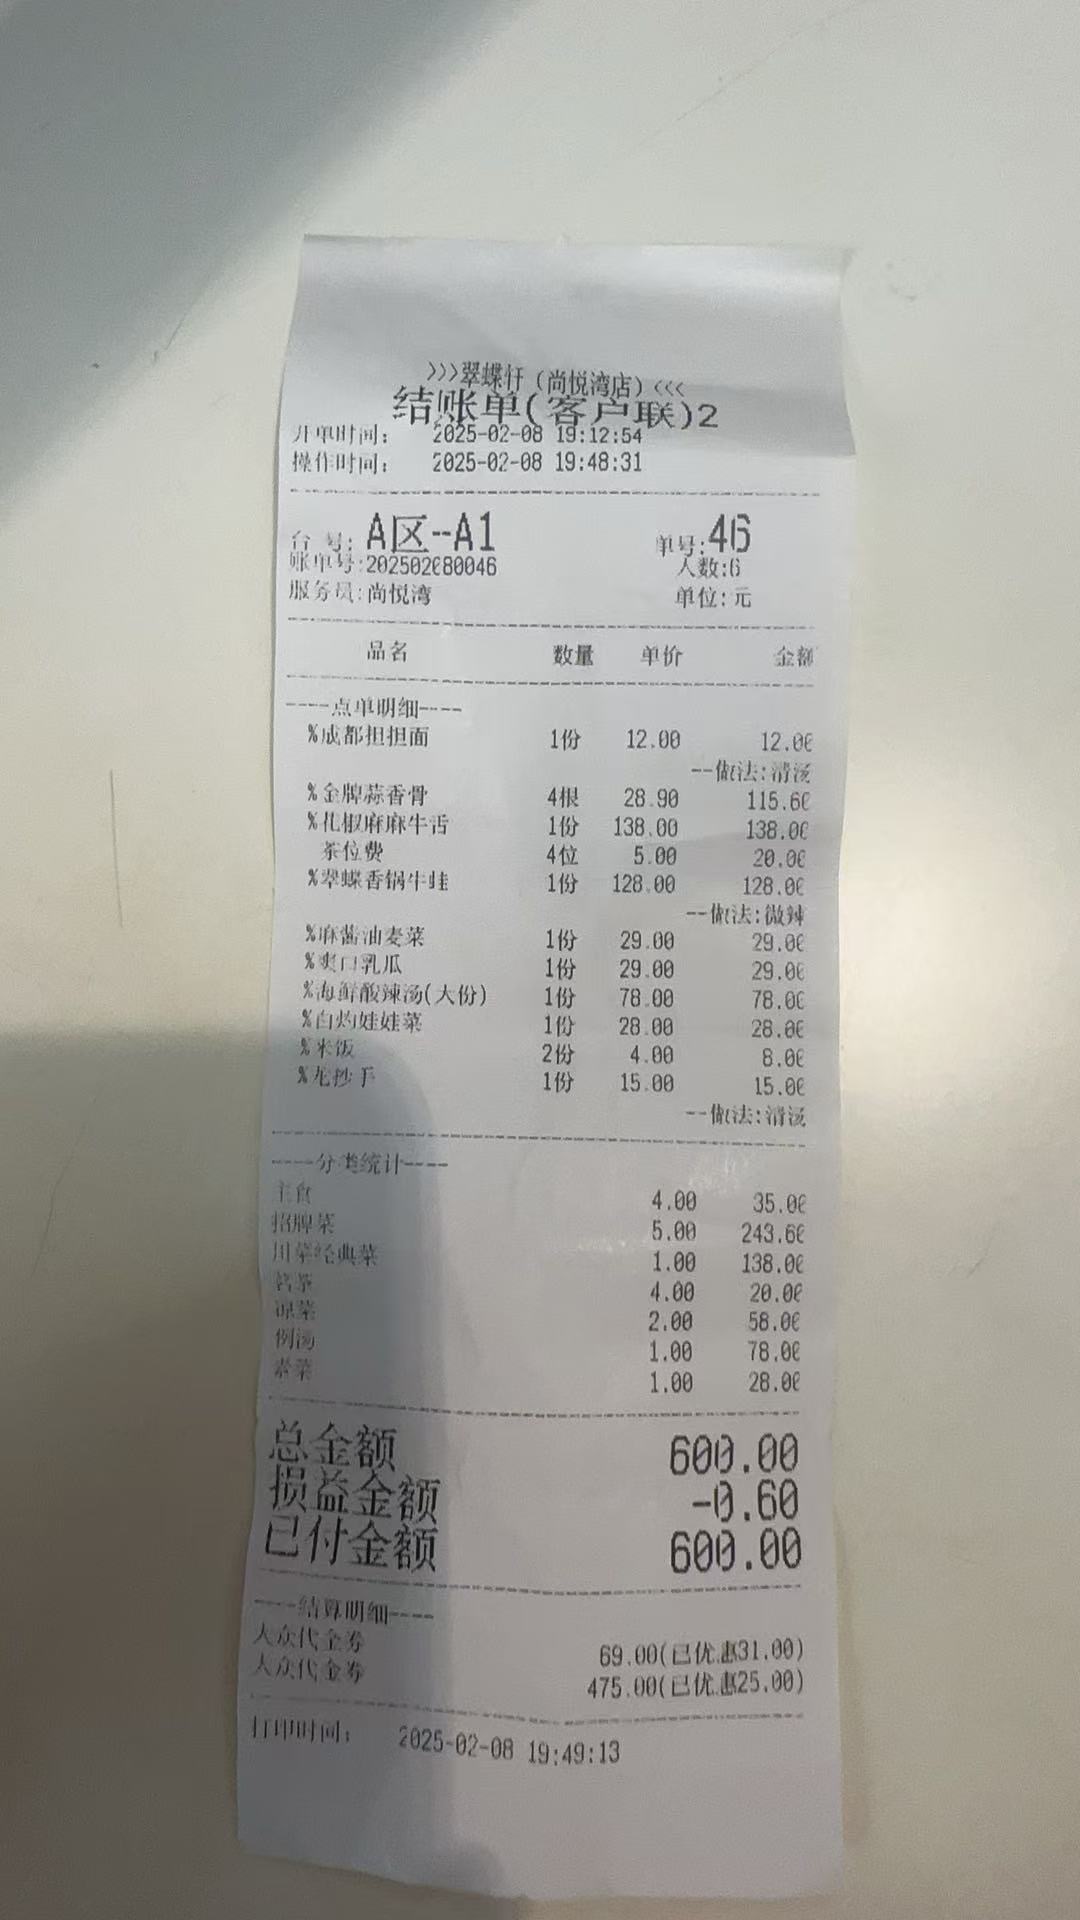 >>>翠蝶轩（尚悦湾店）<<<
结账单(客户联)2
开单时间： 2025-02-08 19:12:54
操作时间： 2025-02-08 19:48:31
台 号: A区-A1 单号:46
账单号:202502080046 人数:6
服务员:尚悦湾 单位:元
品名 数量 单价 金额
----点单明细----
%成都担担面 1份 12.00 12.00
--做法:清汤
%金牌蒜香骨 4根 28.90 115.60
%花椒麻麻牛舌 1份 138.00 138.00
茶位费 4位 5.00 20.00
%翠蝶香锅牛蛙 1份 128.00 128.00
--做法:微辣
%麻酱油麦菜 1份 29.00 29.00
%爽口乳瓜 1份 29.00 29.00
%海鲜酸辣汤(大份) 1份 78.00 78.00
%白灼娃娃菜 1份 28.00 28.00
%米饭 2份 4.00 8.00
%龙抄手 1份 15.00 15.00
--做法:清汤
----分类统计----
主食 4.00 35.00
招牌菜 5.00 243.60
川菜经典菜 1.00 138.00
茗茶 4.00 20.00
凉菜 2.00 58.00
例汤 1.00 78.00
素菜 1.00 28.00
总金额 600.00
损益金额 -0.60
已付金额 600.00
----结算明细----
大众代金券 69.00(已优惠31.00)
大众代金券 475.00(已优惠25.00)
打印时间： 2025-02-08 19:49:13